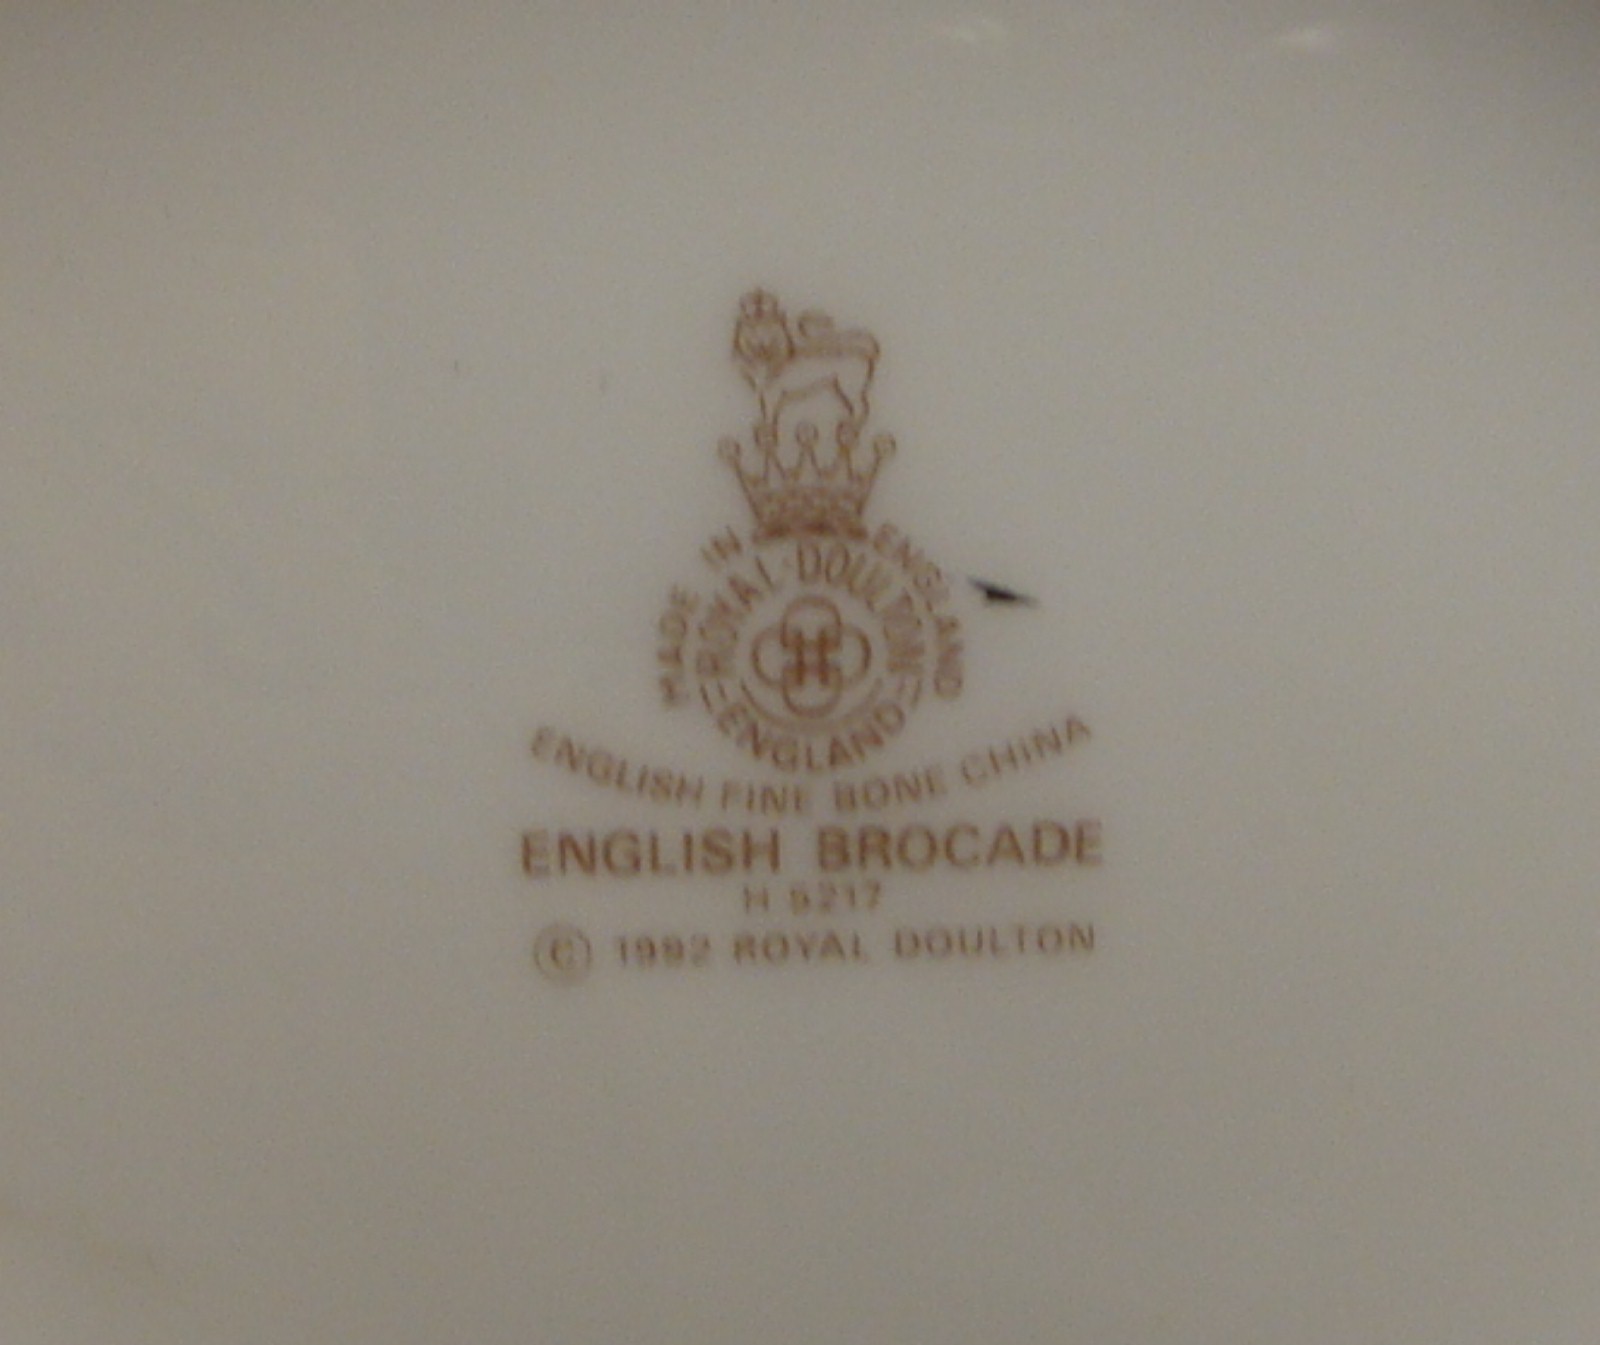 MADE IN ENGLAND
ROYAL DOULTON
ENGLAND
ENGLISH FINE BONE CHINA
ENGLISH BROCADE
H 5217
© 1992 ROYAL DOULTON